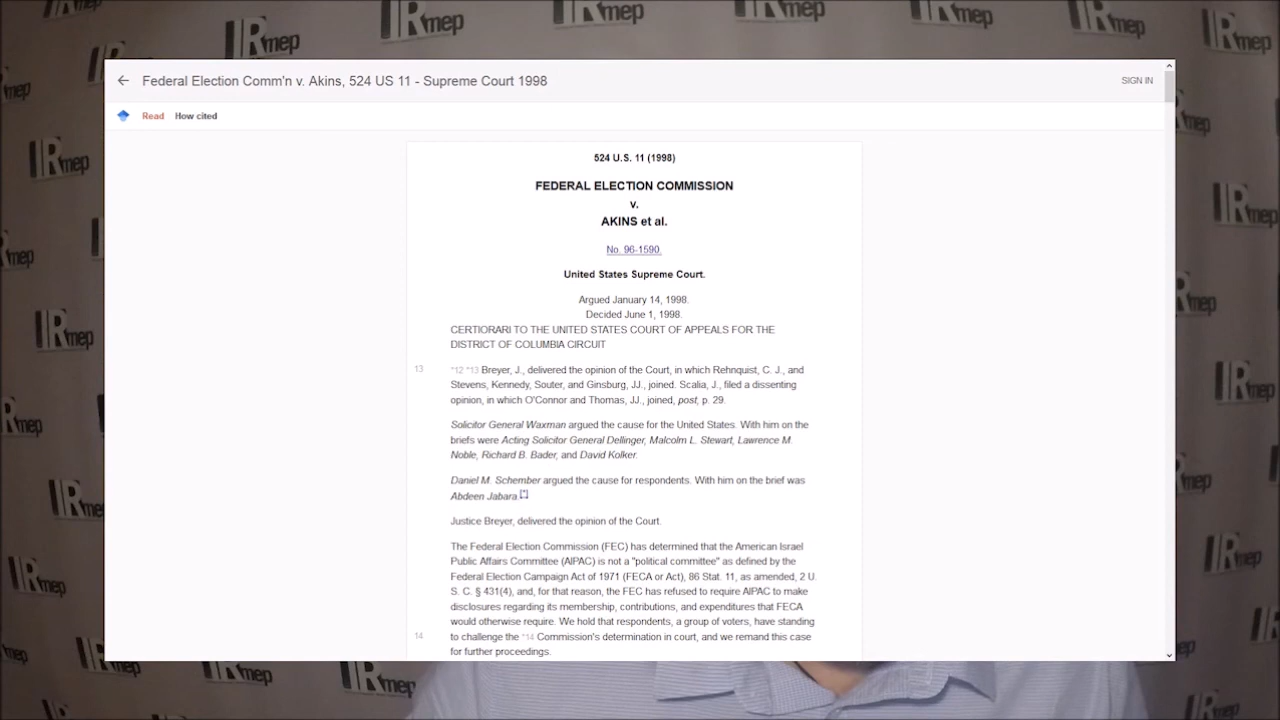 Federal Election Comm'n v. Akins, 524 US 11 - Supreme Court 1998
SIGN IN
Read How cited
524 U.S. 11 (1998)
FEDERAL ELECTION COMMISSION
v.
AKINS et al.
No. 96-1590.
United States Supreme Court.
Argued January 14, 1998.
Decided June 1, 1998.
CERTIORARI TO THE UNITED STATES COURT OF APPEALS FOR THE
DISTRICT OF COLUMBIA CIRCUIT
13 *12 *13 Breyer, J., delivered the opinion of the Court, in which Rehnquist, C. J., and
Stevens, Kennedy, Souter, and Ginsburg, JJ., joined. Scalia, J., filed a dissenting
opinion, in which O'Connor and Thomas, JJ., joined, post, p. 29.
Solicitor General Waxman argued the cause for the United States. With him on the
briefs were Acting Solicitor General Dellinger, Malcolm L. Stewart, Lawrence M.
Noble, Richard B. Bader, and David Kolker.
Daniel M. Schember argued the cause for respondents. With him on the brief was
Abdeen Jabara.[*]
Justice Breyer, delivered the opinion of the Court.
The Federal Election Commission (FEC) has determined that the American Israel
Public Affairs Committee (AIPAC) is not a "political committee" as defined by the
Federal Election Campaign Act of 1971 (FECA or Act), 86 Stat. 11, as amended, 2 U.
S. C. § 431(4), and, for that reason, the FEC has refused to require AIPAC to make
disclosures regarding its membership, contributions, and expenditures that FECA
would otherwise require. We hold that respondents, a group of voters, have standing
14 to challenge the *14 Commission's determination in court, and we remand this case
for further proceedings.
IRmep
IRmep
IRmep
IRmep
IRmep
IRmep
IRmep